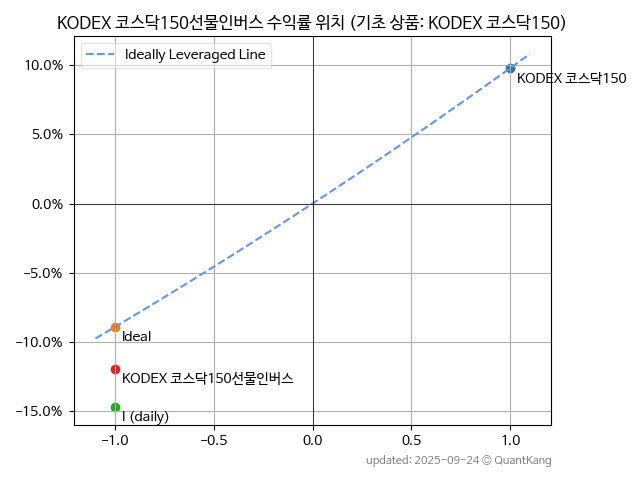 KODEX 코스닥150선물인버스 수익률 위치 (기초 상품: KODEX 코스닥150)
Ideally Leveraged Line
10.0%
KODEX 코스닥150
5.0%
0.0%
−5.0%
Ideal
−10.0%
KODEX 코스닥150선물인버스
−15.0%
I (daily)
−1.0 −0.5 0.0 0.5 1.0
updated: 2025-09-24 © QuantKang